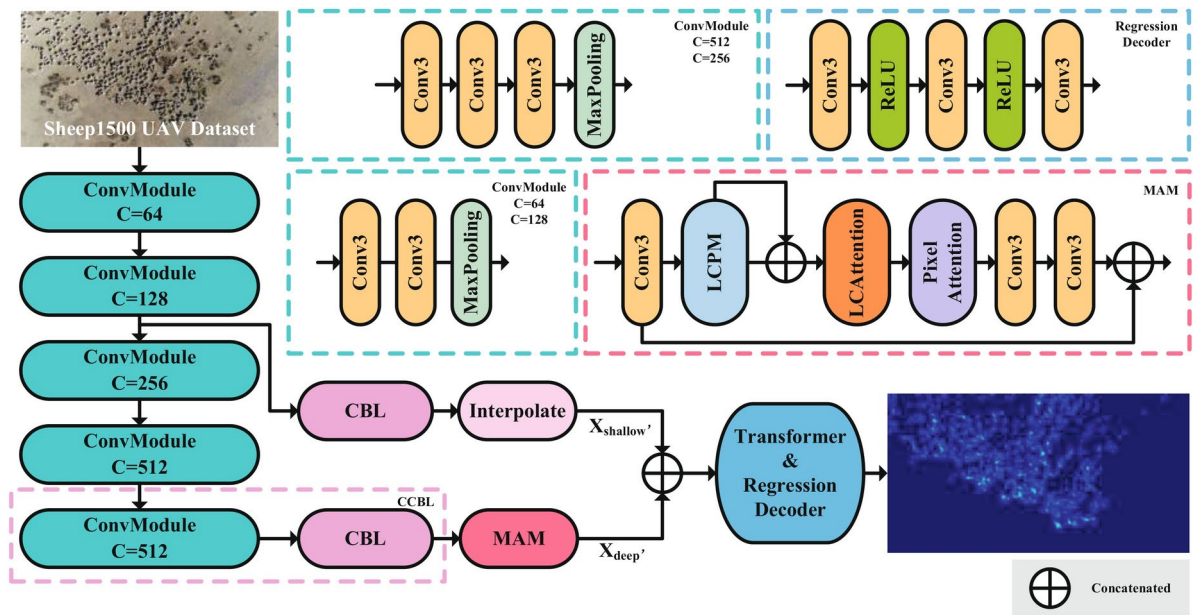 Sheep1500 UAV Dataset
ConvModule
C=64
ConvModule
C=128
ConvModule
C=256
ConvModule
C=512
ConvModule
C=512
CBL
CCBL
CBL
Interpolate
MAM
Xshallow’
Xdeep’
Transformer
&
Regression
Decoder
Conv3
Conv3
Conv3
MaxPooling
ConvModule
C=512
C=256
Conv3
ReLU
Conv3
ReLU
Conv3
Regression
Decoder
Conv3
Conv3
MaxPooling
ConvModule
C=64
C=128
MAM
Conv3
LCPM
LCAttention
Pixel
Attention
Conv3
Conv3
Concatenated